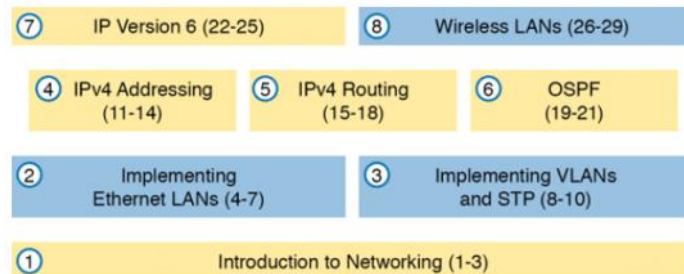 7 IP Version 6 (22-25)
8 Wireless LANs (26-29)
4 IPv4 Addressing
(11-14)
5 IPv4 Routing
(15-18)
6 OSPF
(19-21)
2 Implementing
Ethernet LANs (4-7)
3 Implementing VLANs
and STP (8-10)
1 Introduction to Networking (1-3)